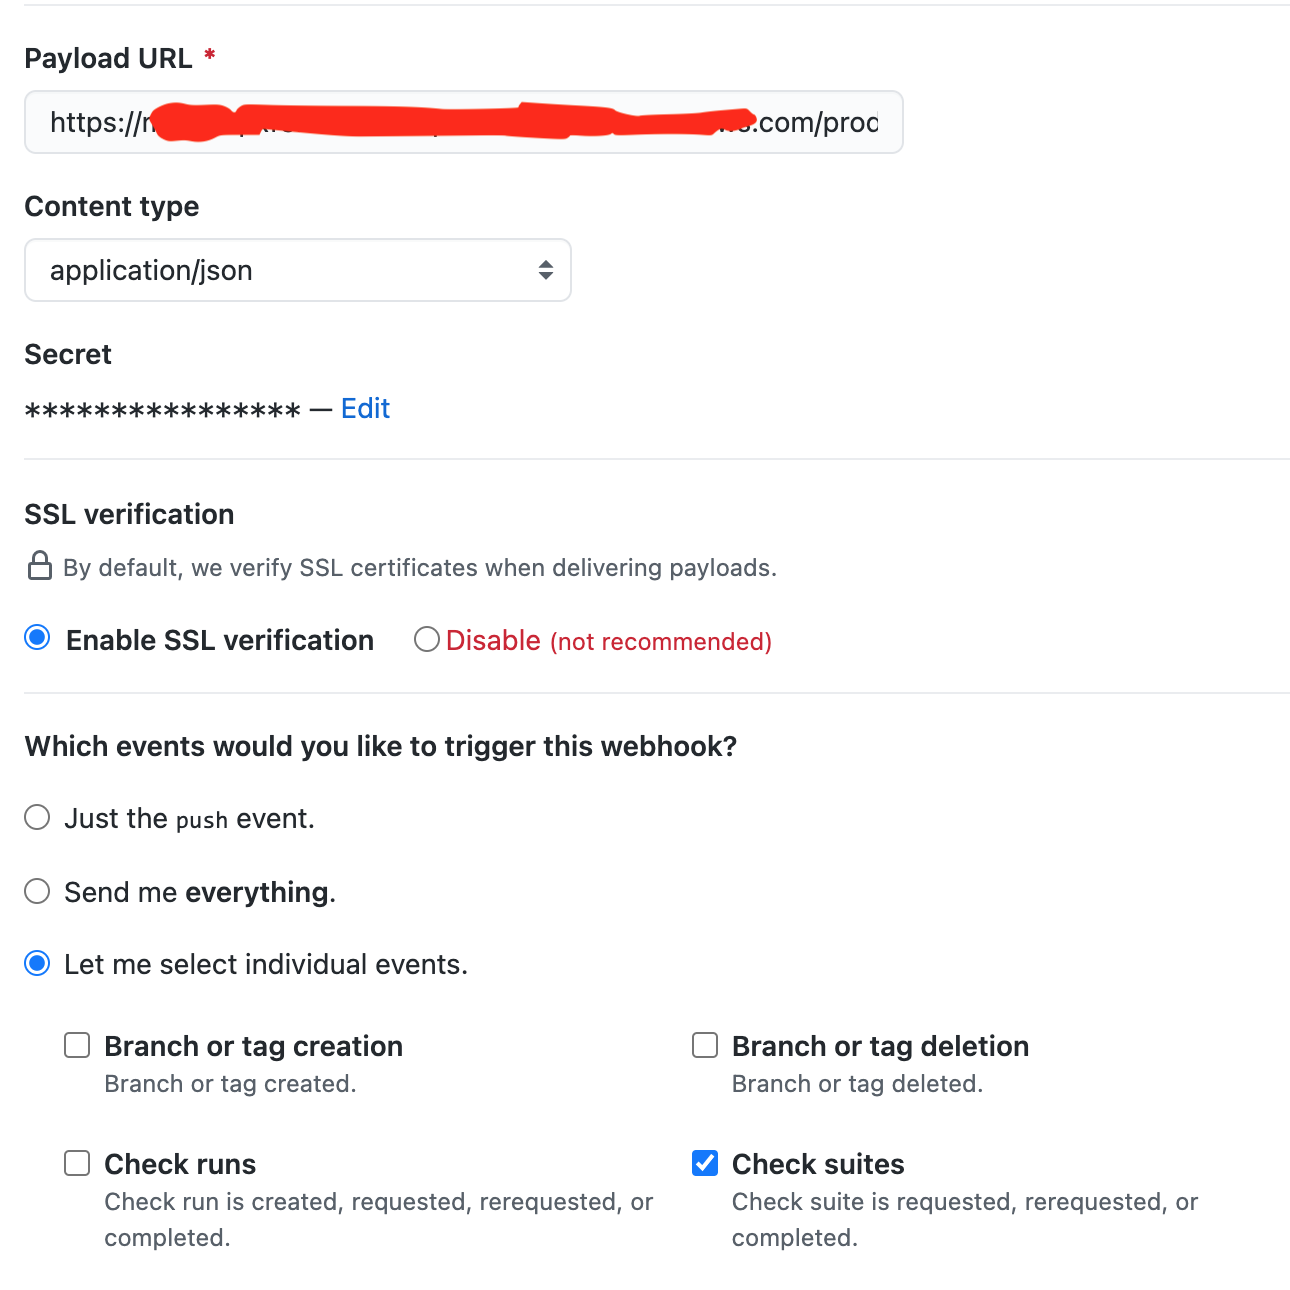 Payload URL *
https:// .com/prod
Content type
application/json
Secret
**************** — Edit
SSL verification
By default, we verify SSL certificates when delivering payloads.
Enable SSL verification Disable (not recommended)
Which events would you like to trigger this webhook?
Just the push event.
Send me everything.
Let me select individual events.
Branch or tag creation Branch or tag deletion
Branch or tag created. Branch or tag deleted.
Check runs Check suites
Check run is created, requested, rerequested, or Check suite is requested, rerequested, or
completed. completed.